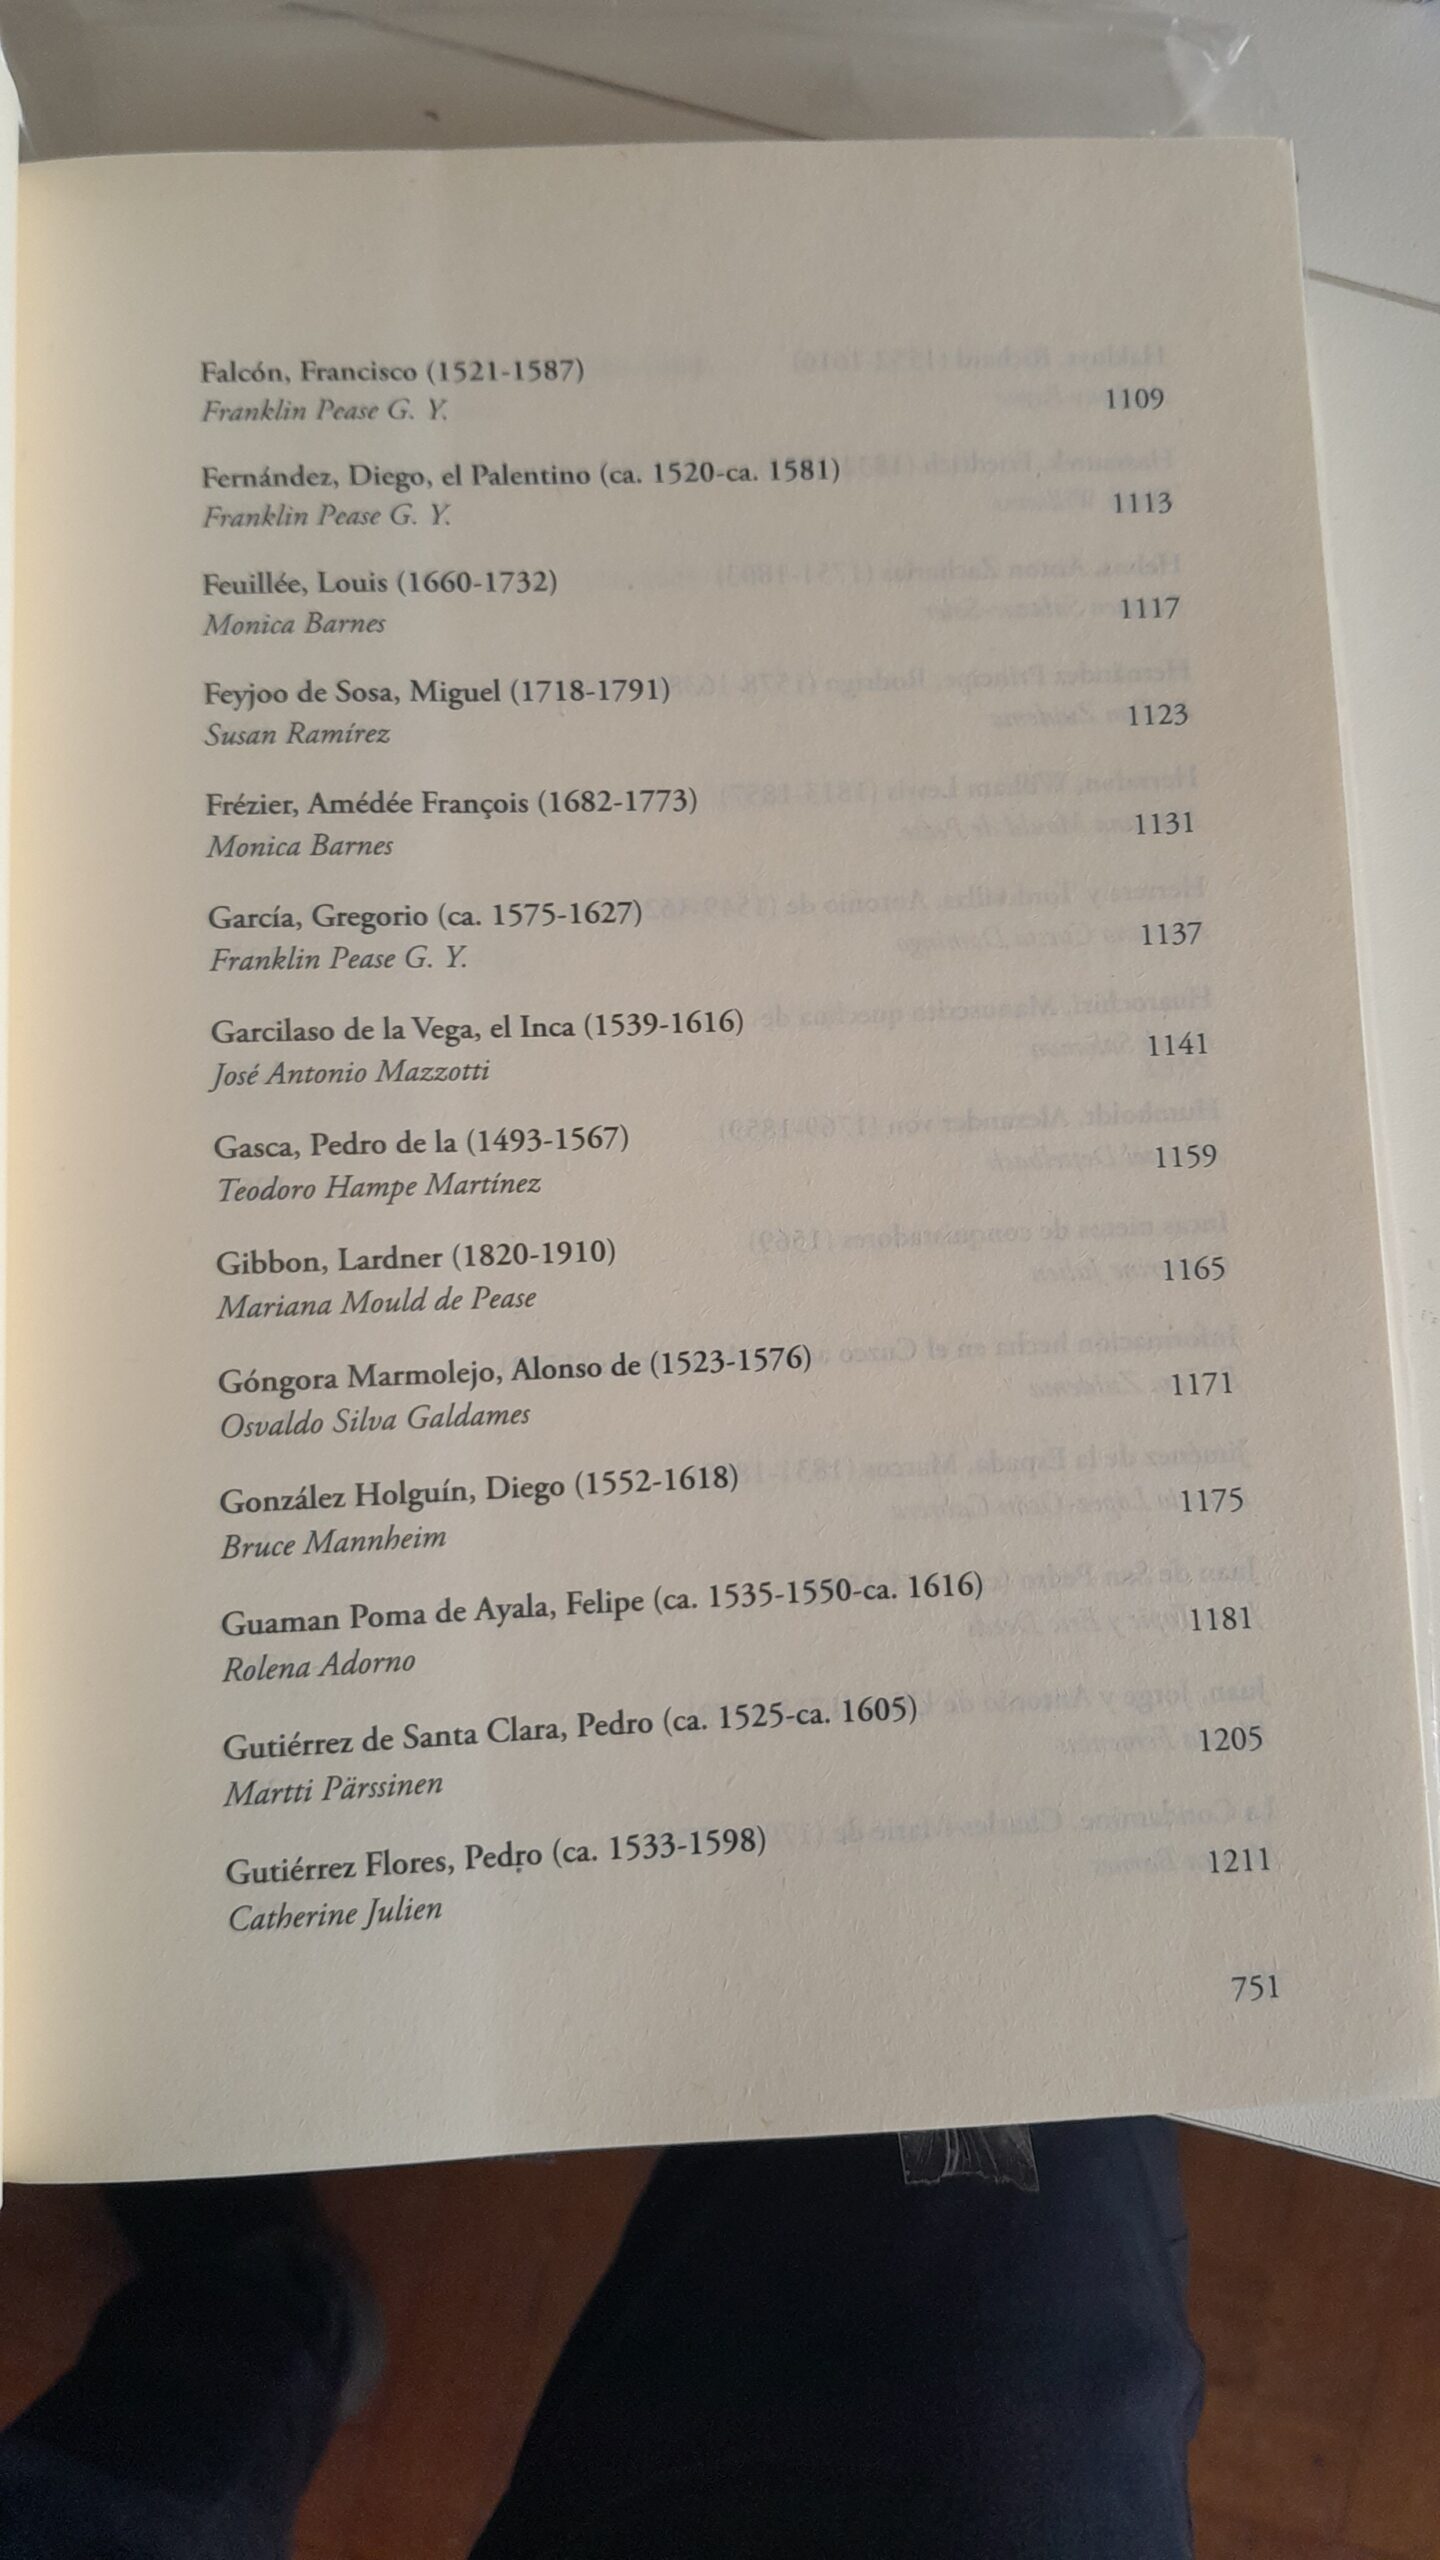 Falcón, Francisco (1521-1587)
Franklin Pease G. Y. 1109
Fernández, Diego, el Palentino (ca. 1520-ca. 1581)
Franklin Pease G. Y. 1113
Feuillée, Louis (1660-1732)
Monica Barnes 1117
Feyjoo de Sosa, Miguel (1718-1791)
Susan Ramírez 1123
Frézier, Amédée François (1682-1773)
Monica Barnes 1131
García, Gregorio (ca. 1575-1627)
Franklin Pease G. Y. 1137
Garcilaso de la Vega, el Inca (1539-1616)
José Antonio Mazzotti 1141
Gasca, Pedro de la (1493-1567)
Teodoro Hampe Martínez 1159
Gibbon, Lardner (1820-1910)
Mariana Mould de Pease 1165
Góngora Marmolejo, Alonso de (1523-1576)
Osvaldo Silva Galdames 1171
González Holguín, Diego (1552-1618)
Bruce Mannheim 1175
Guaman Poma de Ayala, Felipe (ca. 1535-1550-ca. 1616)
Rolena Adorno 1181
Gutiérrez de Santa Clara, Pedro (ca. 1525-ca. 1605)
Martti Pärssinen 1205
Gutiérrez Flores, Pedro (ca. 1533-1598)
Catherine Julien 1211
751